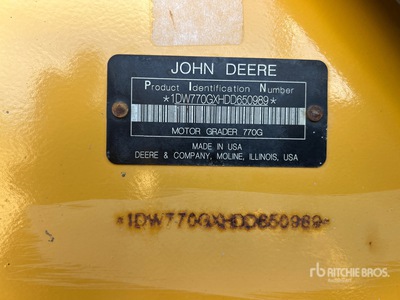 JOHN DEERE
Product Identification Number
*1DW770GXHDD650989*
MOTOR GRADER 770G
MADE IN USA
DEERE & COMPANY, MOLINE, ILLINOIS, USA
*1DW770GXHDD650989*
rb RITCHIE BROS.